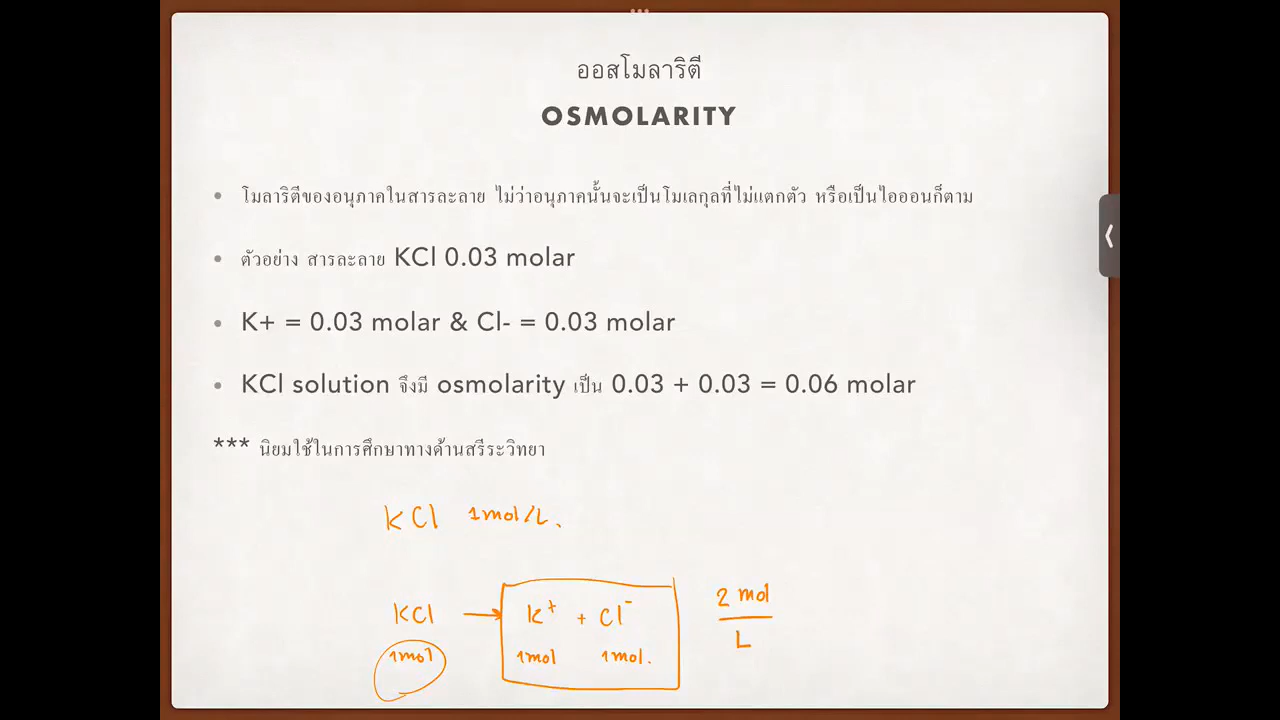 ออสโมลาริตี
OSMOLARITY
• โมลาริตีของอนุภาคในสารละลาย ไม่ว่าอนุภาคนั้นจะเป็นโมเลกุลที่ไม่แตกตัว หรือเป็นไอออนก็ตาม
• ตัวอย่าง สารละลาย KCl 0.03 molar
• K+ = 0.03 molar & Cl- = 0.03 molar
• KCl solution จึงมี osmolarity เป็น 0.03 + 0.03 = 0.06 molar
*** นิยมใช้ในการศึกษาทางด้านสรีระวิทยา
KCl 1mol/L.
KCl → K⁺ + Cl⁻
1mol 1mol 1mol.
2 mol
L